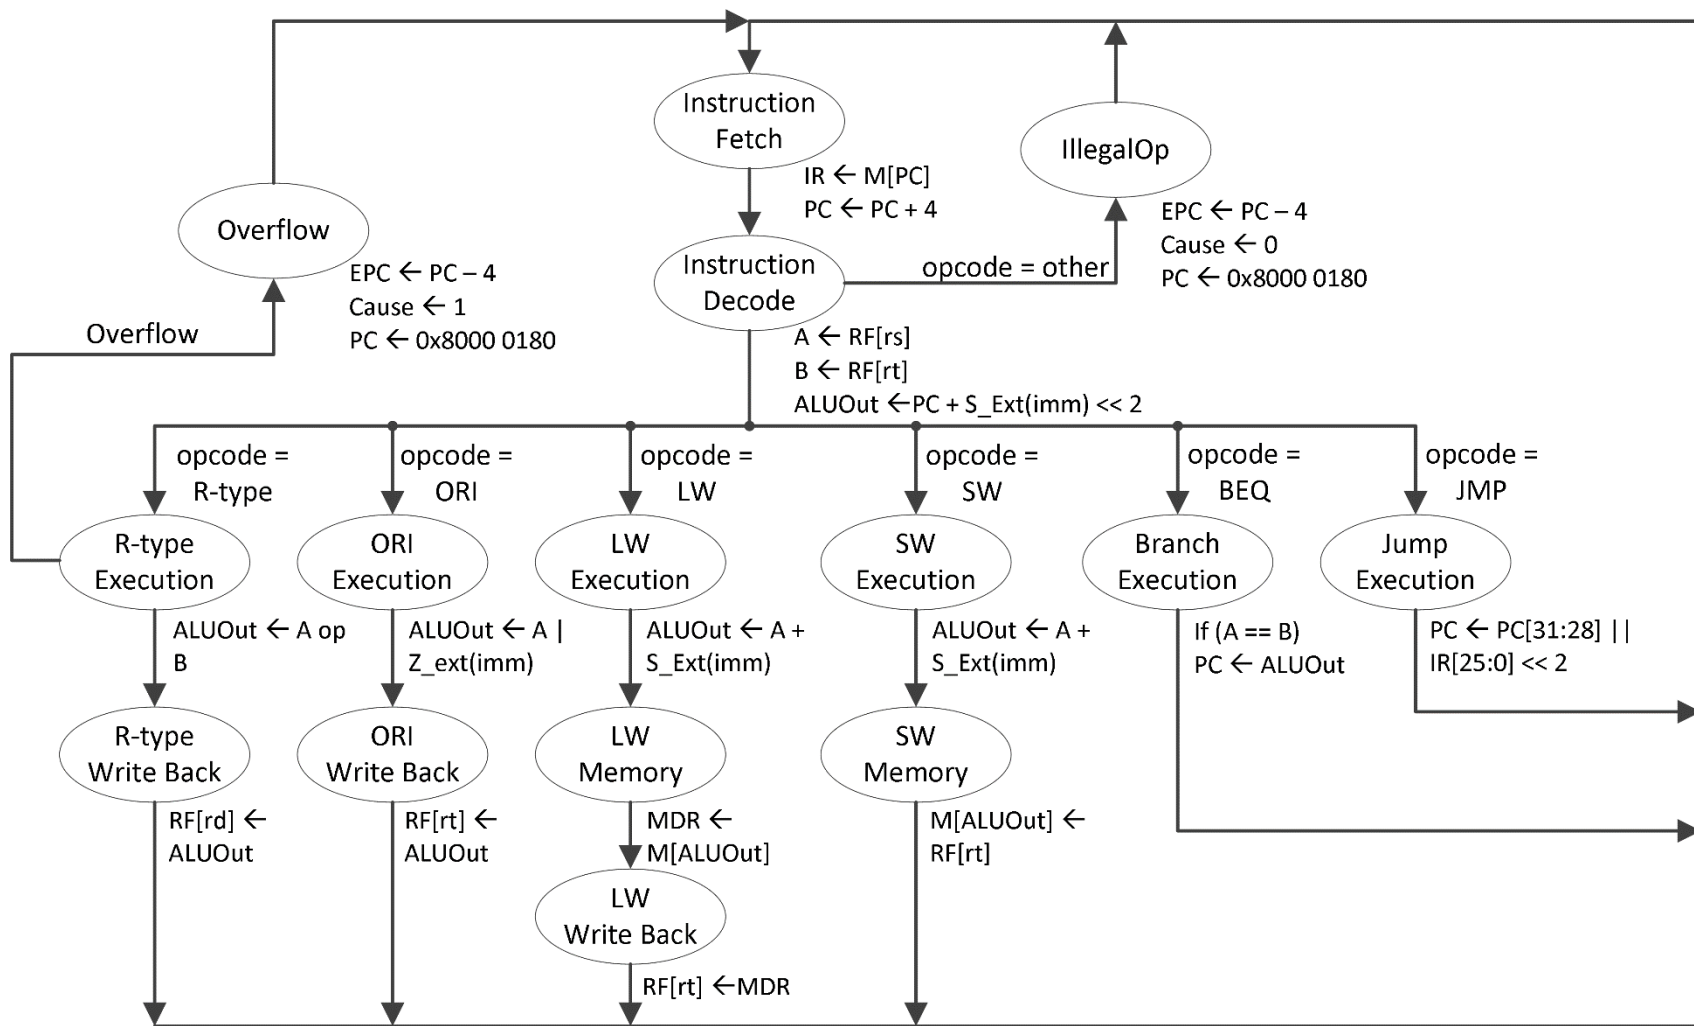 Instruction
Fetch
IR ← M[PC]
PC ← PC + 4
IllegalOp
EPC ← PC – 4
Cause ← 0
PC ← 0x8000 0180
Overflow
EPC ← PC – 4
Cause ← 1
PC ← 0x8000 0180
Overflow
Instruction
Decode
opcode = other
A ← RF[rs]
B ← RF[rt]
ALUOut ←PC + S_Ext(imm) << 2
opcode =
R-type
opcode =
ORI
opcode =
LW
opcode =
SW
opcode =
BEQ
opcode =
JMP
R-type
Execution
ORI
Execution
LW
Execution
SW
Execution
Branch
Execution
Jump
Execution
ALUOut ← A op
B
ALUOut ← A |
Z_ext(imm)
ALUOut ← A +
S_Ext(imm)
ALUOut ← A +
S_Ext(imm)
If (A == B)
PC ← ALUOut
PC ← PC[31:28] ||
IR[25:0] << 2
R-type
Write Back
ORI
Write Back
LW
Memory
SW
Memory
RF[rd] ←
ALUOut
RF[rt] ←
ALUOut
MDR ←
M[ALUOut]
M[ALUOut] ←
RF[rt]
LW
Write Back
RF[rt] ←MDR